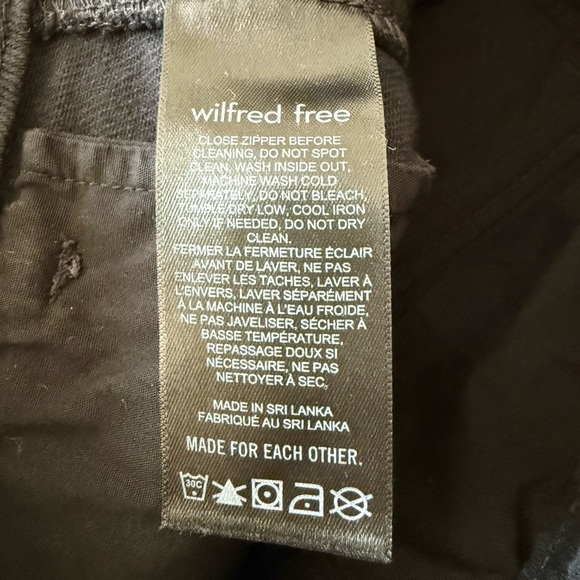 wilfred free
CLOSE ZIPPER BEFORE
CLEANING, DO NOT SPOT
CLEAN, WASH INSIDE OUT,
MACHINE WASH COLD
SEPARATELY, DO NOT BLEACH,
TUMBLE DRY LOW, COOL IRON
ONLY IF NEEDED, DO NOT DRY
CLEAN.
FERMER LA FERMETURE ÉCLAIR
AVANT DE LAVER, NE PAS
ENLEVER LES TACHES, LAVER À
L'ENVERS, LAVER SÉPARÉMENT
À LA MACHINE À L'EAU FROIDE,
NE PAS JAVELISER, SÉCHER À
BASSE TEMPÉRATURE,
REPASSAGE DOUX SI
NÉCESSAIRE, NE PAS
NETTOYER À SEC.
MADE IN SRI LANKA
FABRIQUÉ AU SRI LANKA
MADE FOR EACH OTHER.
30C